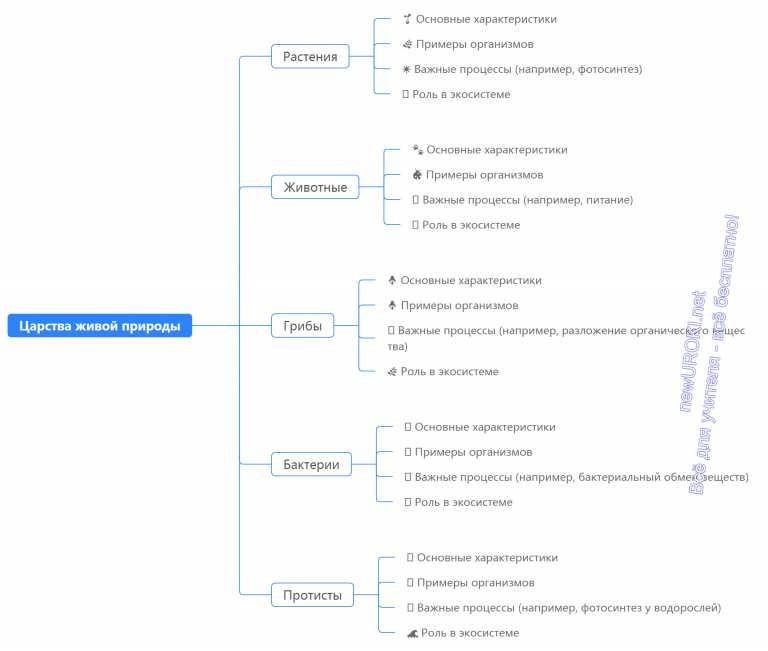 Основные характеристики
Примеры организмов
Растения
Важные процессы (например, фотосинтез)
Роль в экосистеме
Основные характеристики
Примеры организмов
Животные
Важные процессы (например, питание)
Роль в экосистеме
Основные характеристики
Примеры организмов
Царства живой природы
Грибы
Важные процессы (например, разложение органического вещес
тва)
Роль в экосистеме
Основные характеристики
Примеры организмов
Бактерии
Важные процессы (например, бактериальный обмен веществ)
Роль в экосистеме
Основные характеристики
Примеры организмов
Протисты
Важные процессы (например, фотосинтез у водорослей)
Роль в экосистеме
newUROKI.net
Всё для учителя - всё бесплатно!